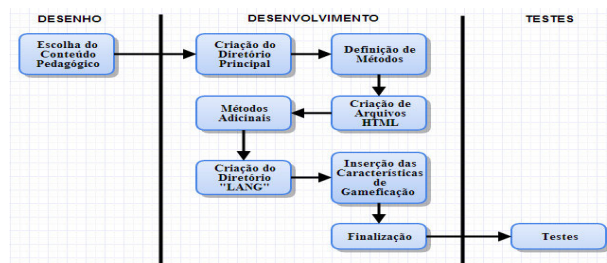 DESENHO
DESENVOLVIMENTO
TESTES
Escolha do
Conteúdo
Pedagógico
Criação do
Diretório
Principal
Definição de
Métodos
Métodos
Adicinais
Criação de
Arquivos
HTML
Criação do
Diretório
"LANG"
Inserção das
Características
de
Gameficação
Finalização
Testes